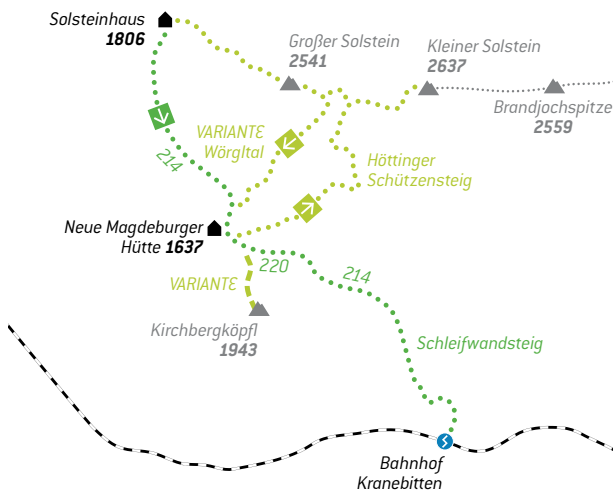 Solsteinhaus
1806
Großer Solstein
2541
Kleiner Solstein
2637
Brandjochspitze
2559
VARIANTE
Wörgltal
214
Höttinger
Schützensteig
Neue Magdeburger
Hütte 1637
220
214
VARIANTE
Kirchbergköpfl
1943
Schleifwandsteig
Bahnhof
Kranebitten